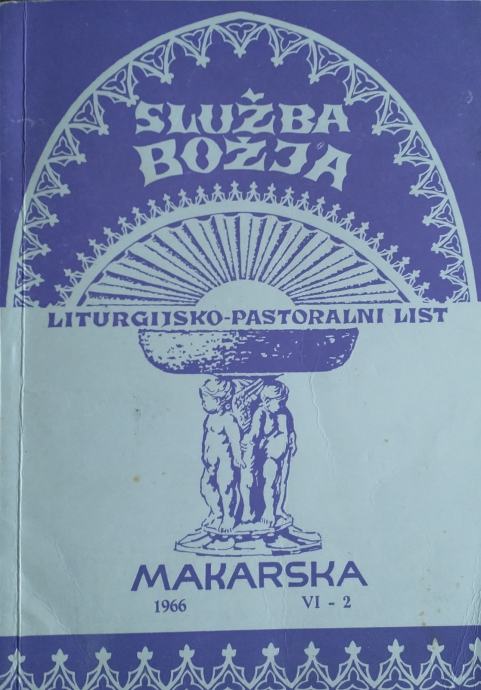 SLUŽBA
BOŽJA
LITURGIJSKO-PASTORALNI LIST
MAKARSKA
1966 VI - 2